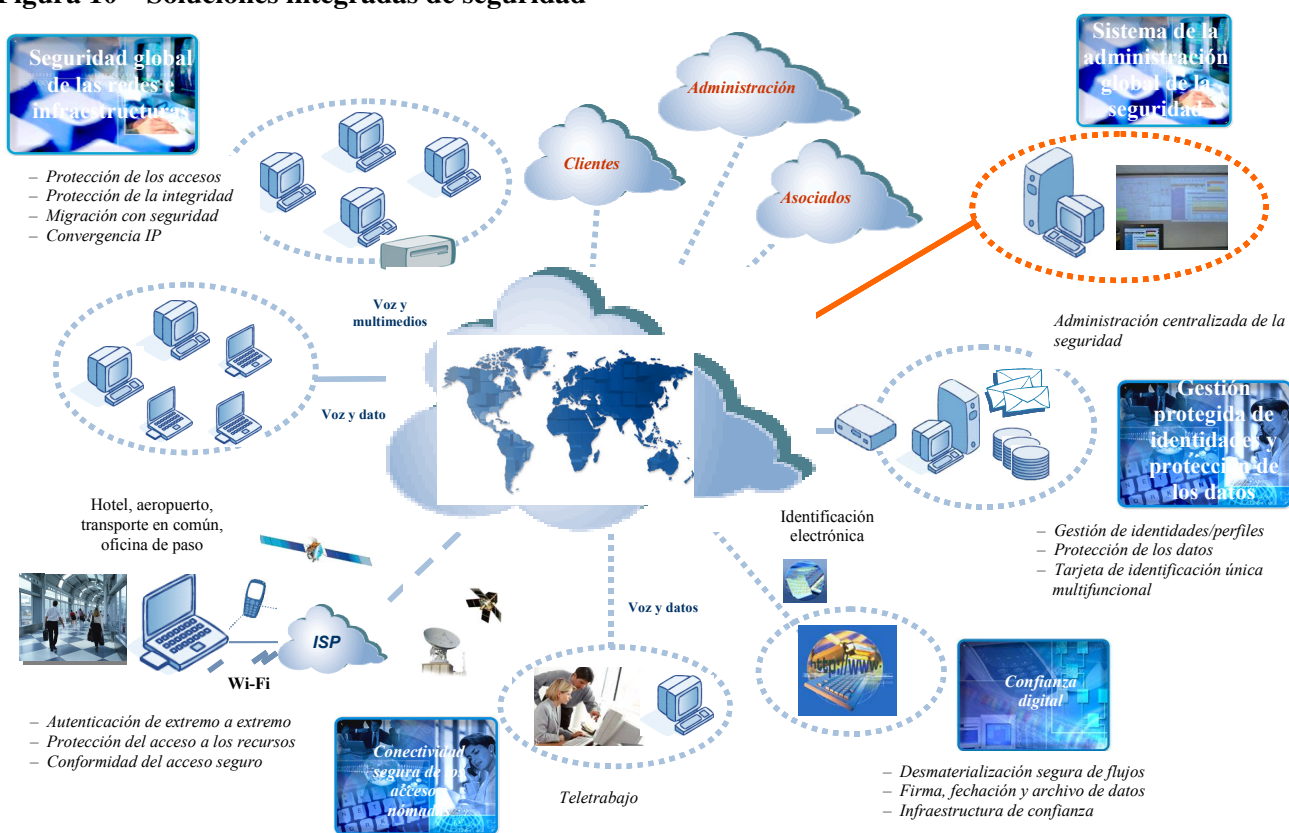 Figura 10 – Soluciones integradas de seguridad
Seguridad global
de las redes e
infraestructuras
– Protección de los accesos
– Protección de la integridad
– Migración con seguridad
– Convergencia IP
Clientes
Administración
Asociados
Sistema de la
administración
global de la
seguridad
Administración centralizada de la
seguridad
Voz y
multimedios
Voz y dato
Gestión
protegida de
identidades y
protección de
los datos
– Gestión de identidades/perfiles
– Protección de los datos
– Tarjeta de identificación única
multifuncional
Hotel, aeropuerto,
transporte en común,
oficina de paso
ISP
Wi-Fi
– Autenticación de extremo a extremo
– Protección del acceso a los recursos
– Conformidad del acceso seguro
Conectividad
segura de los
accesos
nómadas
Voz y datos
Teletrabajo
Identificación
electrónica
http://www.
Confianza
digital
– Desmaterialización segura de flujos
– Firma, fechación y archivo de datos
– Infraestructura de confianza